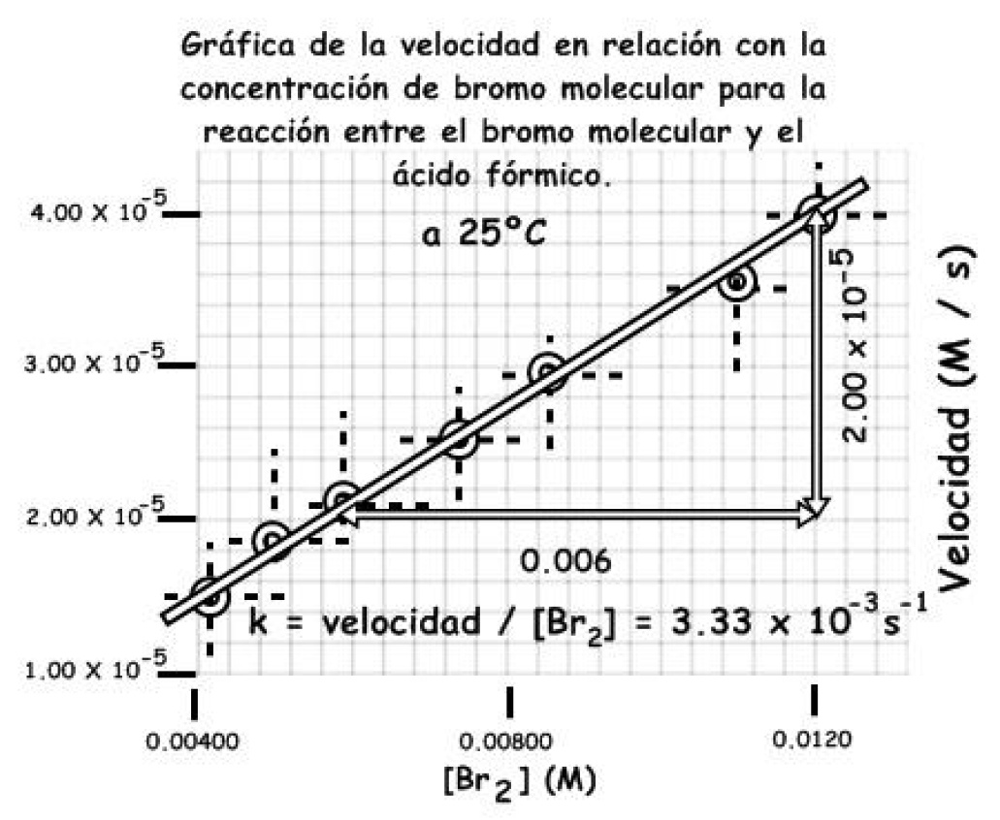 Gráfica de la velocidad en relación con la
concentración de bromo molecular para la
reacción entre el bromo molecular y el
ácido fórmico.
a 25°C
4.00 X 10⁻⁵
3.00 X 10⁻⁵
2.00 X 10⁻⁵
1.00 X 10⁻⁵
2.00 x 10⁻⁵
Velocidad (M / s)
0.006
k = velocidad / [Br₂] = 3.33 x 10⁻³ s⁻¹
0.00400
0.00800
0.0120
[Br₂] (M)